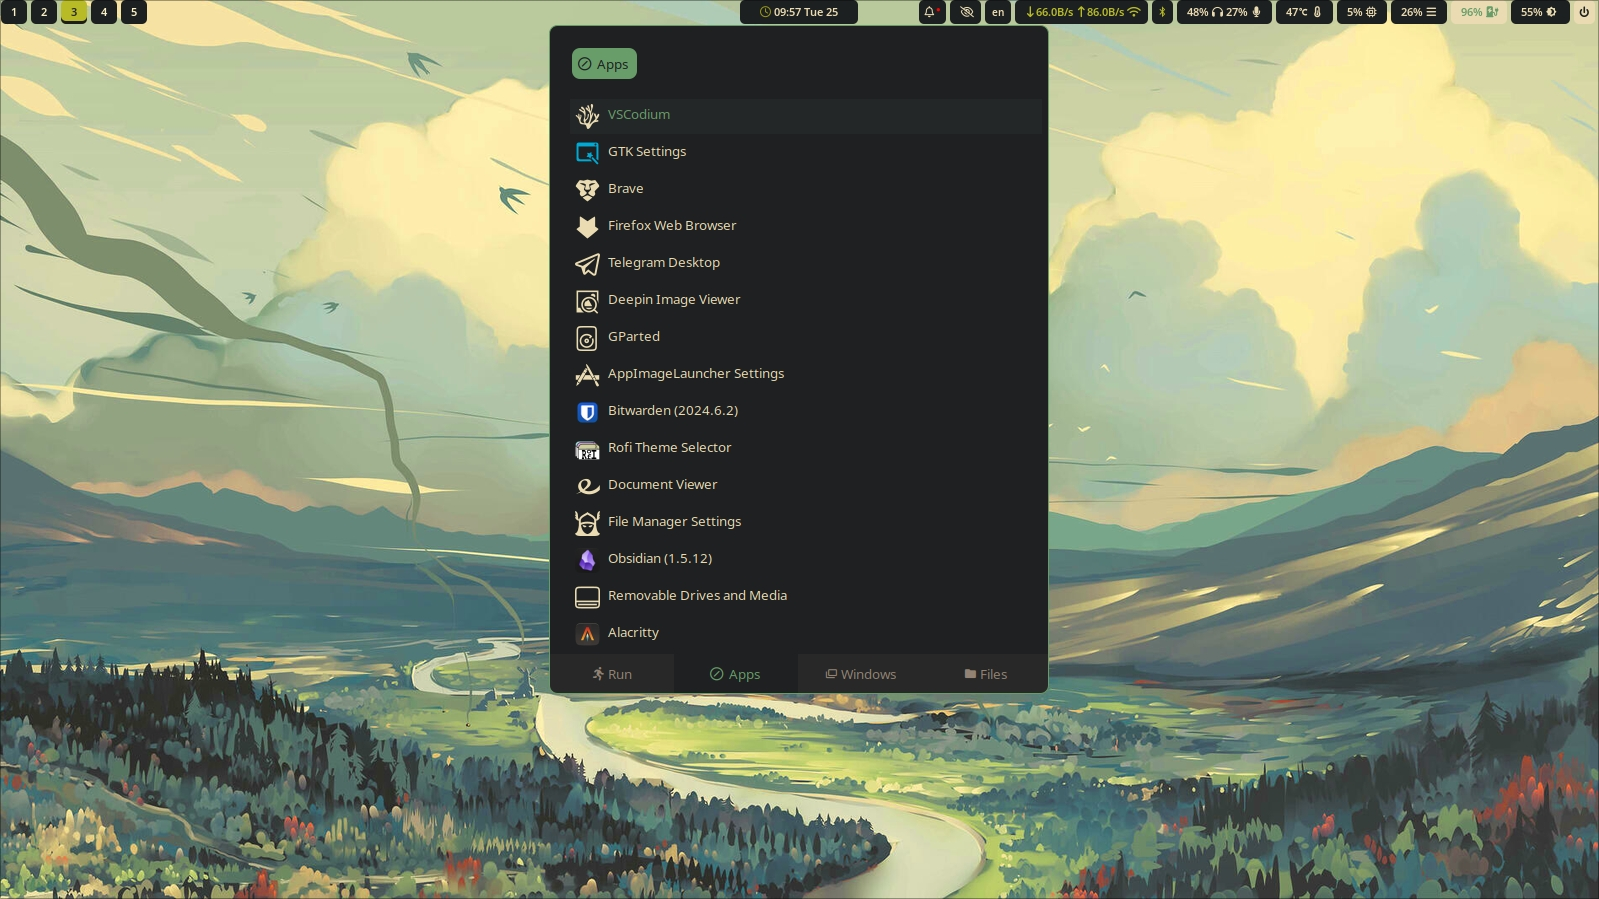 1 2 3 4 5 09:57 Tue 25 en 66.0B/s 86.0B/s 48% 27% 47℃ 5% 26% 96% 55%
Apps
VSCodium
GTK Settings
Brave
Firefox Web Browser
Telegram Desktop
Deepin Image Viewer
GParted
AppImageLauncher Settings
Bitwarden (2024.6.2)
Rofi Theme Selector
Document Viewer
File Manager Settings
Obsidian (1.5.12)
Removable Drives and Media
Alacritty
Run Apps Windows Files